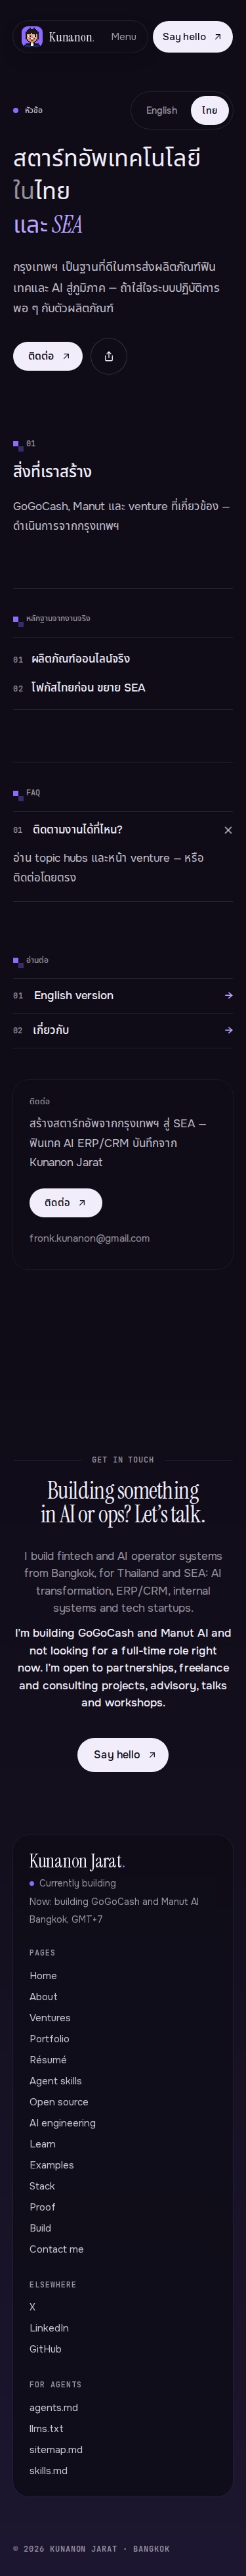 Kunanon.
Menu
Say hello
หัวข้อ
English
ไทย
สตาร์ทอัพเทคโนโลยี
ในไทย
และ SEA
กรุงเทพฯ เป็นฐานที่ดีในการส่งผลิตภัณฑ์ฟิน
เทคและ AI สู่ภูมิภาค — ถ้าใส่ใจระบบปฏิบัติการ
พอ ๆ กับตัวผลิตภัณฑ์
ติดต่อ
01
สิ่งที่เราสร้าง
GoGoCash, Manut และ venture ที่เกี่ยวข้อง —
ดำเนินการจากกรุงเทพฯ
หลักฐานจากงานจริง
01 ผลิตภัณฑ์ออนไลน์จริง
02 โฟกัสไทยก่อน ขยาย SEA
FAQ
01 ติดตามงานได้ที่ไหน?
อ่าน topic hubs และหน้า venture — หรือ
ติดต่อโดยตรง
อ่านต่อ
01 English version
02 เกี่ยวกับ
ติดต่อ
สร้างสตาร์ทอัพจากกรุงเทพฯ สู่ SEA —
ฟินเทค AI ERP/CRM บันทึกจาก
Kunanon Jarat
ติดต่อ
fronk.kunanon@gmail.com
GET IN TOUCH
Building something
in AI or ops? Let's talk.
I build fintech and AI operator systems
from Bangkok, for Thailand and SEA: AI
transformation, ERP/CRM, internal
systems and tech startups.
I'm building GoGoCash and Manut AI and
not looking for a full-time role right
now. I'm open to partnerships, freelance
and consulting projects, advisory, talks
and workshops.
Say hello
Kunanon Jarat.
Currently building
Now: building GoGoCash and Manut AI
Bangkok, GMT+7
PAGES
Home
About
Ventures
Portfolio
Résumé
Agent skills
Open source
AI engineering
Learn
Examples
Stack
Proof
Build
Contact me
ELSEWHERE
X
LinkedIn
GitHub
FOR AGENTS
agents.md
llms.txt
sitemap.md
skills.md
© 2026 KUNANON JARAT · BANGKOK